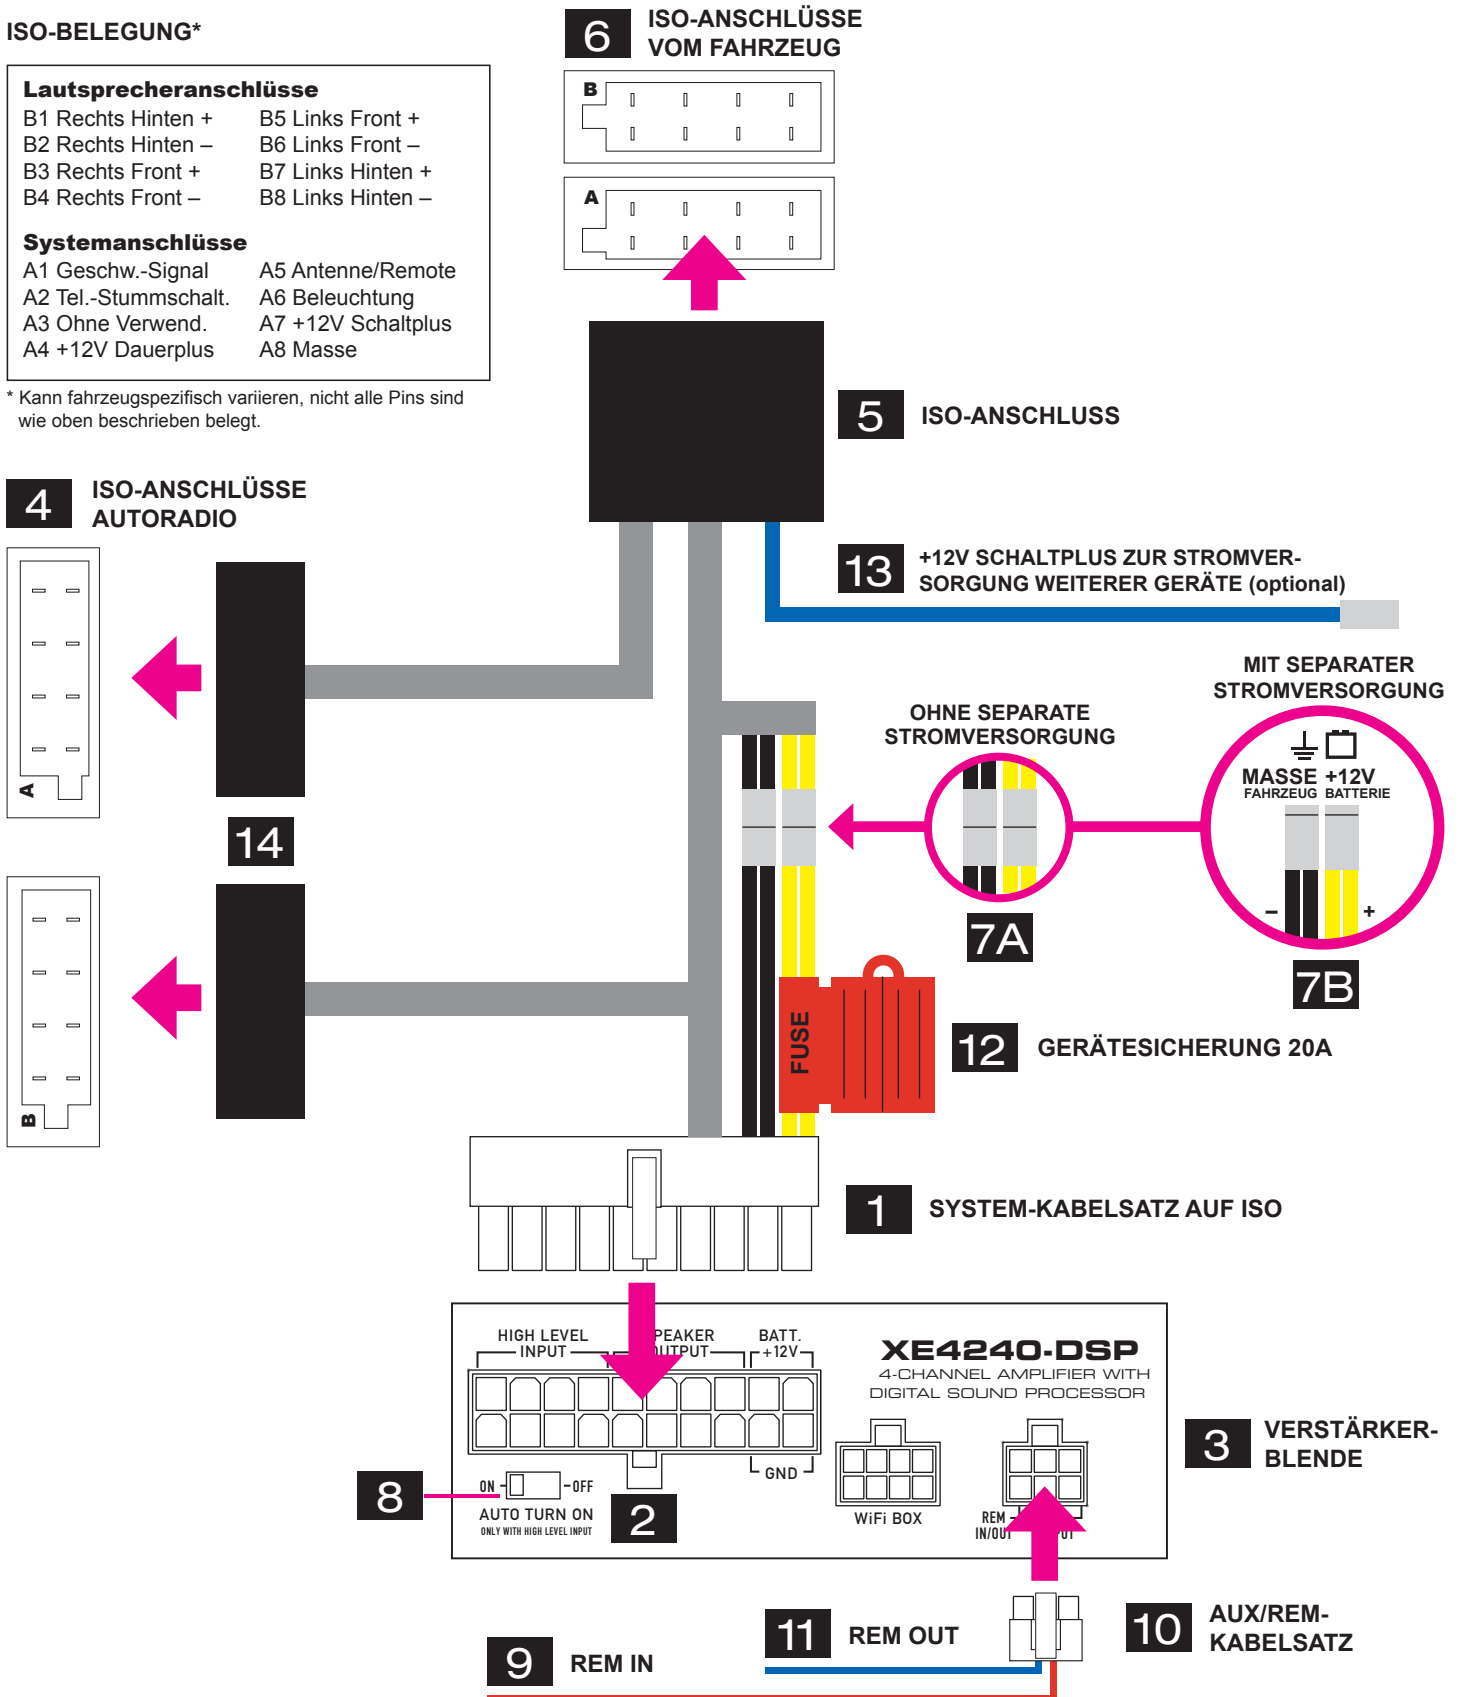 ISO-BELEGUNG*
Lautsprecheranschlüsse
B1 Rechts Hinten +
B2 Rechts Hinten –
B3 Rechts Front +
B4 Rechts Front –
B5 Links Front +
B6 Links Front –
B7 Links Hinten +
B8 Links Hinten –
Systemanschlüsse
A1 Geschw.-Signal
A2 Tel.-Stummschalt.
A3 Ohne Verwend.
A4 +12V Dauerplus
A5 Antenne/Remote
A6 Beleuchtung
A7 +12V Schaltplus
A8 Masse
* Kann fahrzeugspezifisch variieren, nicht alle Pins sind
wie oben beschrieben belegt.
6
ISO-ANSCHLÜSSE
VOM FAHRZEUG
B
A
5
ISO-ANSCHLUSS
4
ISO-ANSCHLÜSSE
AUTORADIO
A
14
B
13
+12V SCHALTPLUS ZUR STROMVER-
SORGUNG WEITERER GERÄTE (optional)
OHNE SEPARATE
STROMVERSORGUNG
7A
MIT SEPARATER
STROMVERSORGUNG
MASSE +12V
FAHRZEUG BATTERIE
– +
7B
FUSE
12
GERÄTESICHERUNG 20A
1
SYSTEM-KABELSATZ AUF ISO
HIGH LEVEL
INPUT
PEAKER
UTPUT
BATT.
+12V
GND
XE4240-DSP
4-CHANNEL AMPLIFIER WITH
DIGITAL SOUND PROCESSOR
3
VERSTÄRKER-
BLENDE
8
ON
OFF
AUTO TURN ON
ONLY WITH HIGH LEVEL INPUT
2
WiFi BOX
REM
IN/OUT
10
AUX/REM-
KABELSATZ
11
REM OUT
9
REM IN